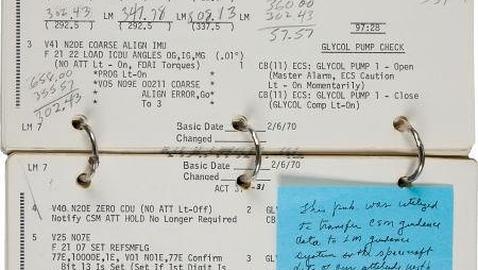 302.43 LM 347.78 LM 308.13 LM 360.00
(292.5) (292.5) (337.5) 302.43
57.57
97:28
GLYCOL PUMP CHECK
3 V41 N20E COARSE ALIGN IMU
F 21 22 LOAD ICDU ANGLES OG,IG,MG (.01°)
(NO ATT Lt-On, FDAI Torques) 1 CB(11) ECS: GLYCOL PUMP 1 - Open
*PROG Lt-On * (Master Alarm, ECS Caution
*V05 N09E 00211 COARSE * Lt - On Momentarily)
* ALIGN ERROR,Go* CB(11) ECS: GLYCOL PUMP 1 - Close
* To 3 * (GLYCOL Comp Lt-On)
658.00
355.57
302.43
LM 7 Basic Date 2/6/70
Changed
LM 7 Basic Date 2/6/70
Changed
ACT 31
4 V40 N20E ZERO CDU (NO ATT Lt-Off) 2
Notify CSM ATT HOLD No Longer Required
5 V25 N07E
F 21 07 SET REFSMFLG
77E,10000E,1E, V01 N01E,77E Confirm
Bit 13 is Set (If 1st Digit Is
This page was utilized
to transfer CSM guidance
data to LM guidance
system so the spacecraft